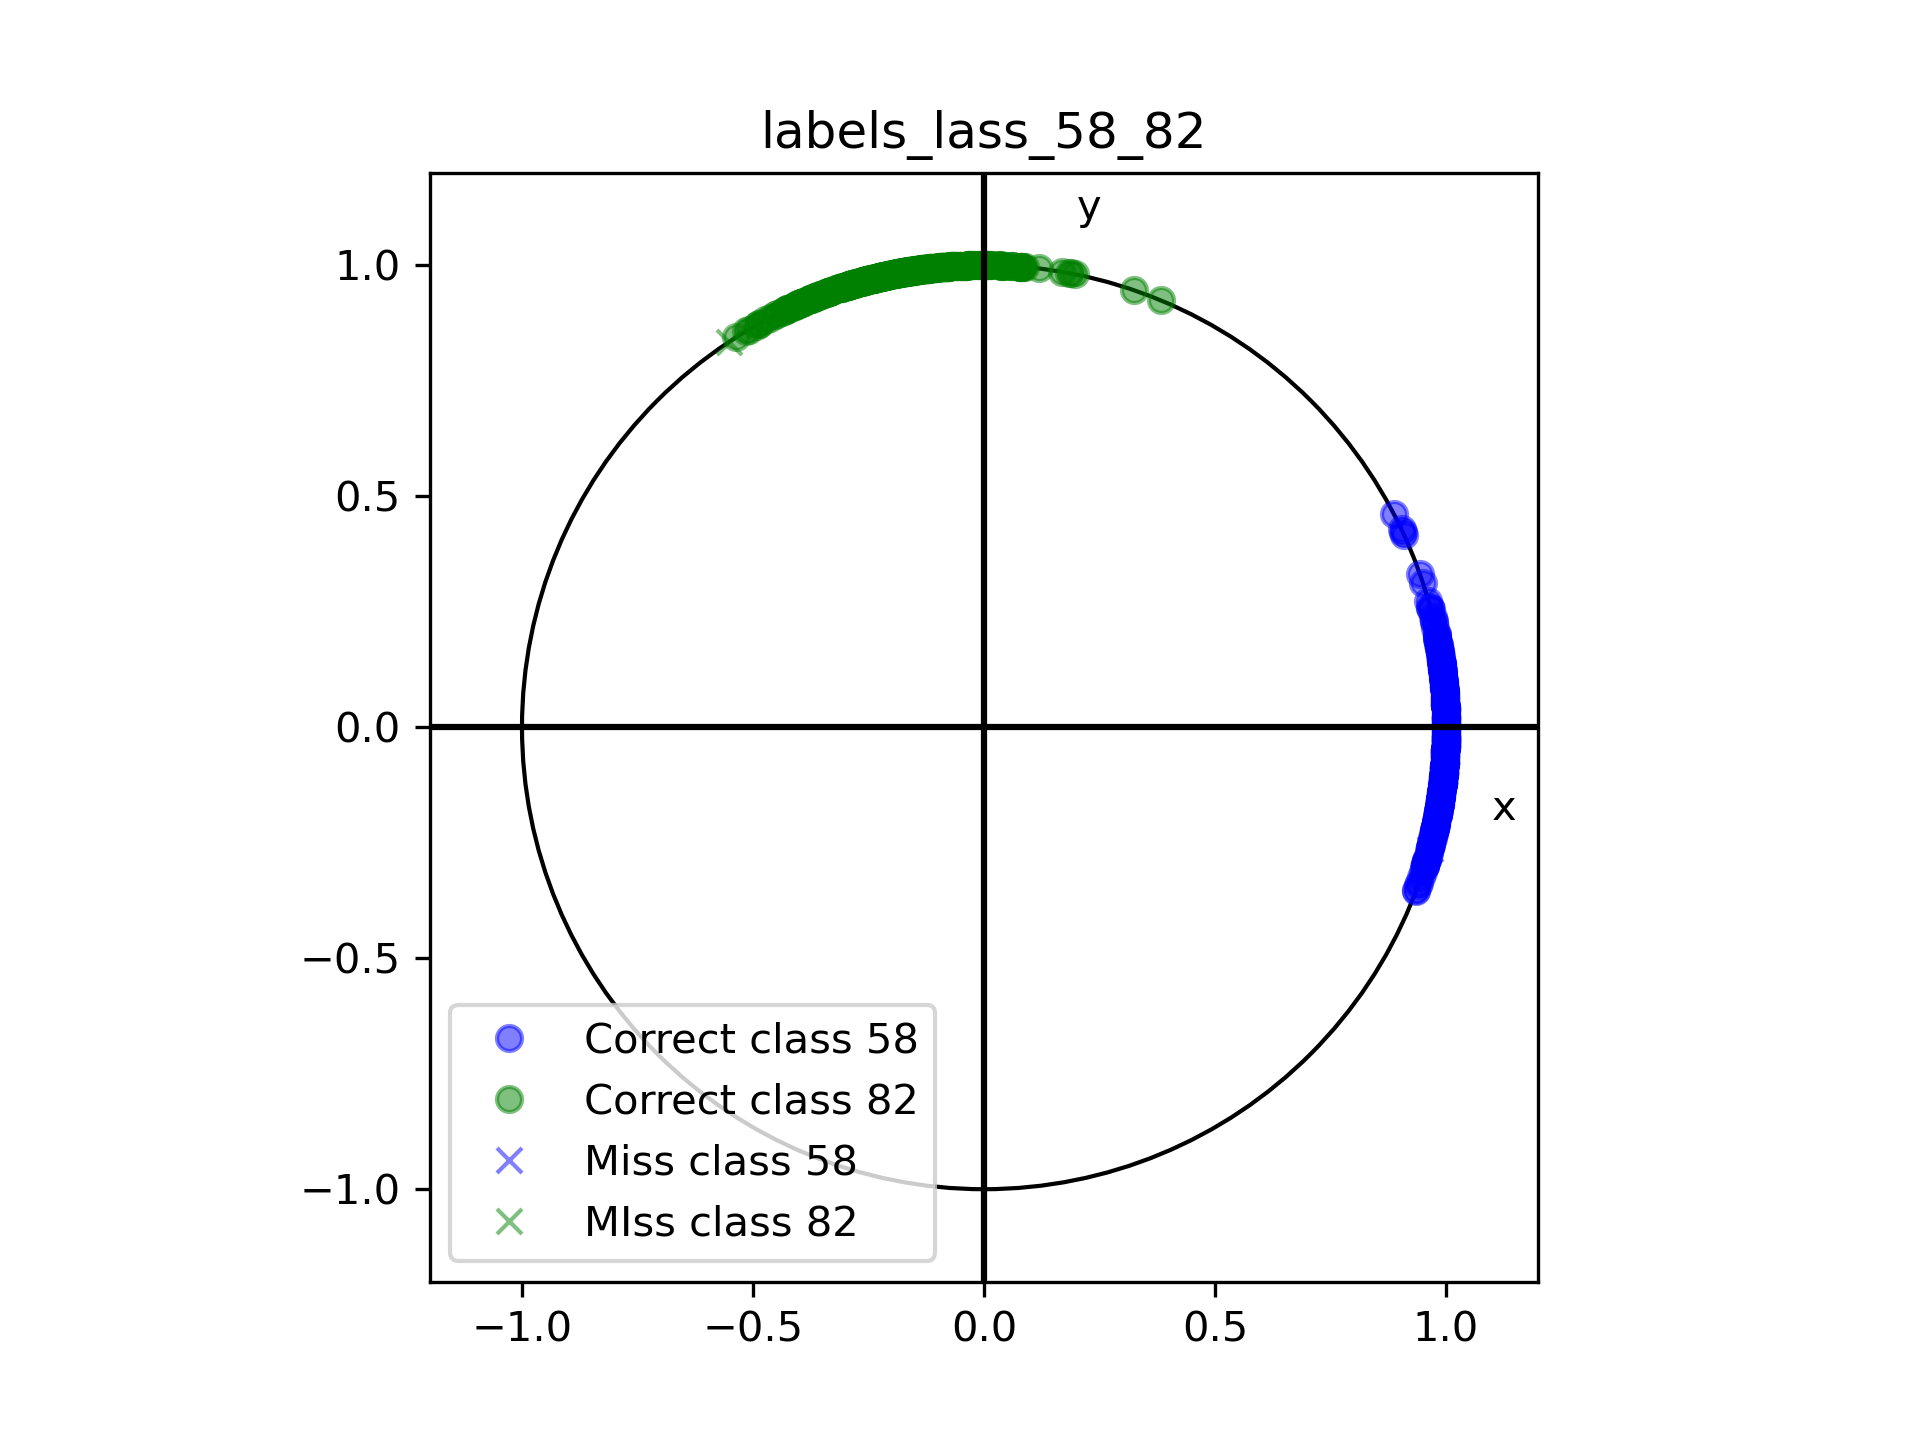 labels_lass_58_82
y
1.0
0.5
0.0
x
−0.5
−1.0
Correct class 58
Correct class 82
Miss class 58
MIss class 82
−1.0 −0.5 0.0 0.5 1.0